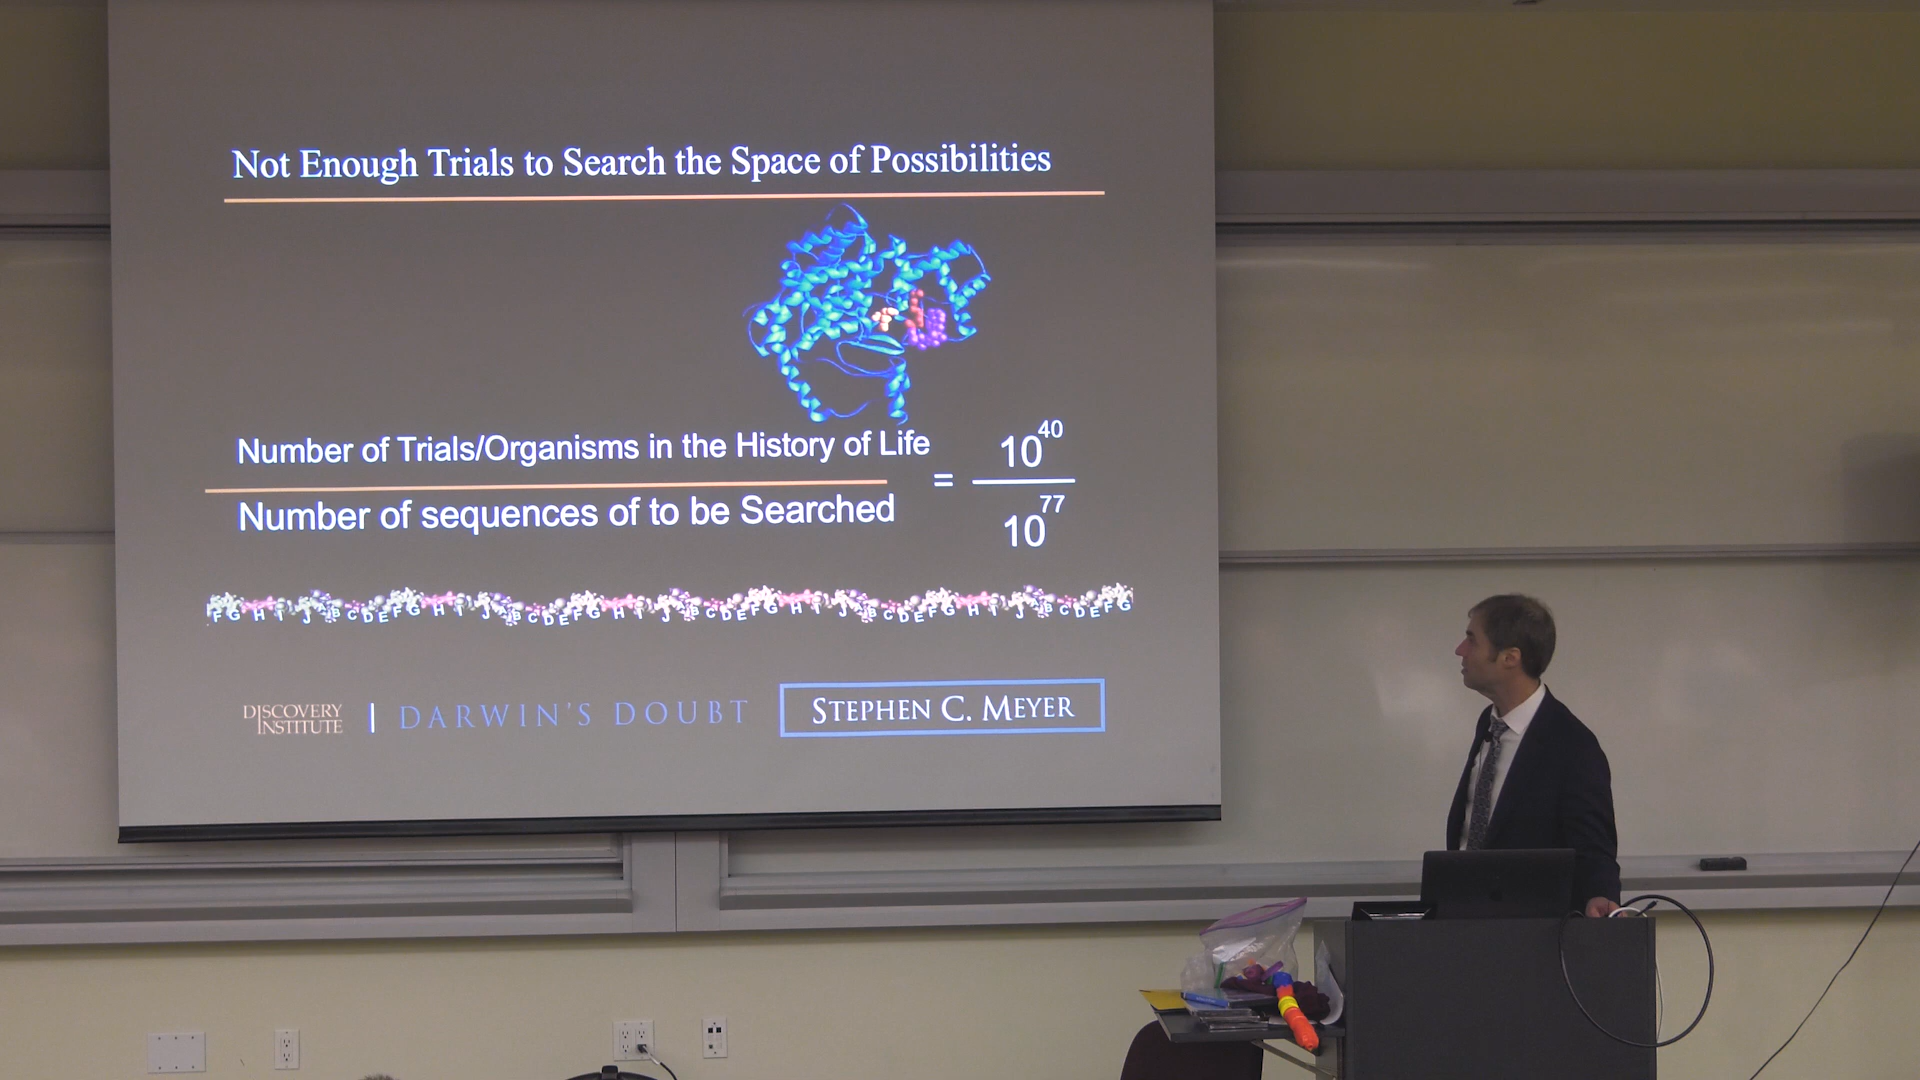 Not Enough Trials to Search the Space of Possibilities
Number of Trials/Organisms in the History of Life
Number of sequences of to be Searched
=
10^40
10^77
F G H I J A B C D E F G H I J A B C D E F G H I J A B C D E F G H I J A B C D E F G H I J A B C D E F G
DISCOVERY
INSTITUTE | DARWIN'S DOUBT STEPHEN C. MEYER